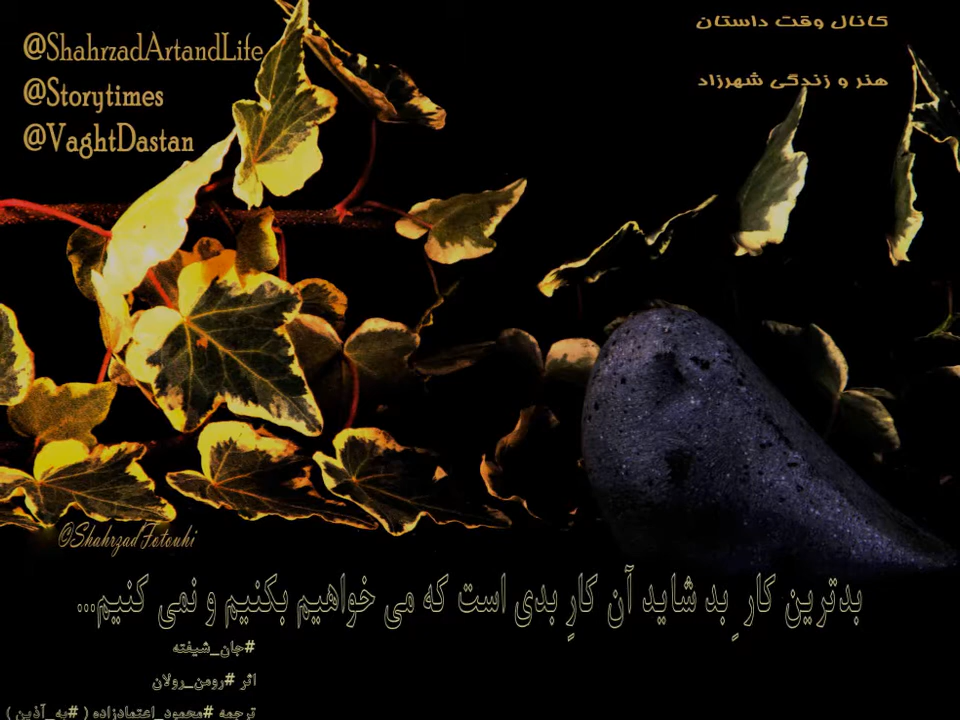 @ShahrzadArtandLife
@Storytimes
@VaghtDastan
کانال وقت داستان
هنر و زندگی شهرزاد
@ShahrzadFotouhi
بدترین کار ِ بد شاید آن کارِ بدی است که می خواهیم بکنیم و نمی کنیم...
#جان_شیفته
اثر #رومن_رولان
ترجمه #محمود_اعتمادزاده ( #به_آذین )